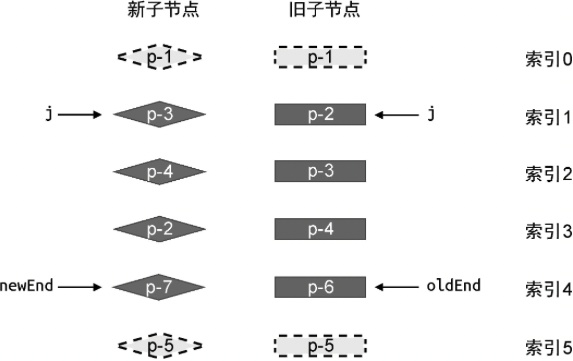 新子节点 旧子节点
p-1 p-1 索引0
j p-3 p-2 j 索引1
p-4 p-3 索引2
p-2 p-4 索引3
newEnd p-7 p-6 oldEnd 索引4
p-5 p-5 索引5